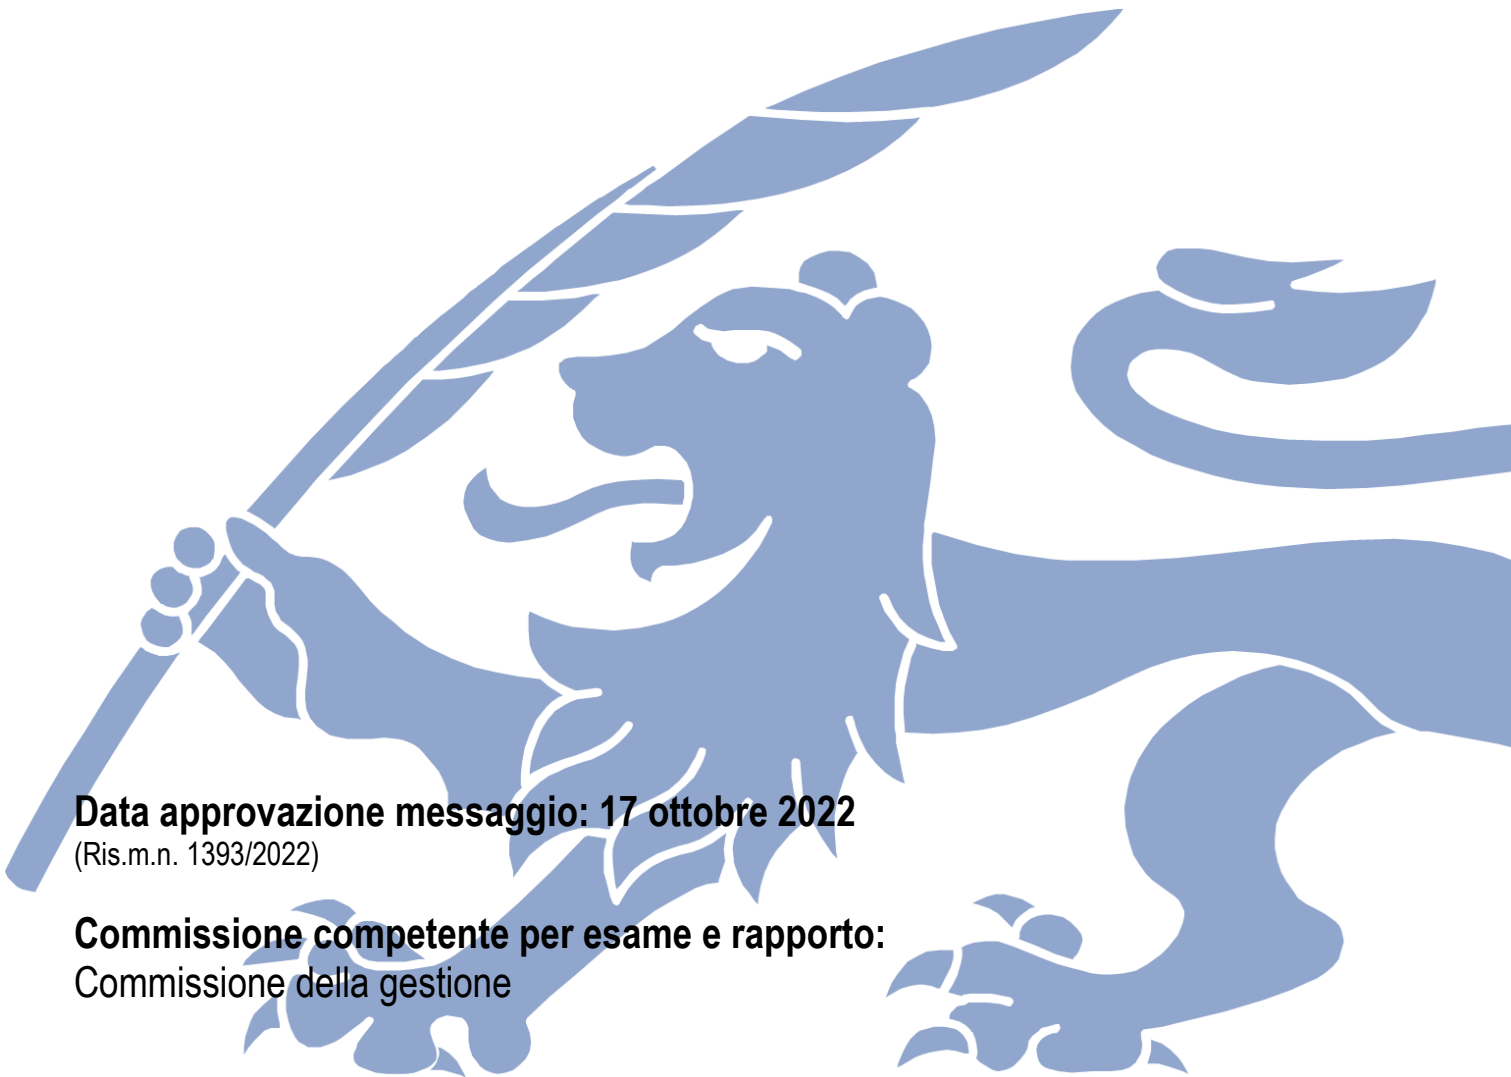 Data approvazione messaggio: 17 ottobre 2022
(Ris.m.n. 1393/2022)
Commissione competente per esame e rapporto:
Commissione della gestione